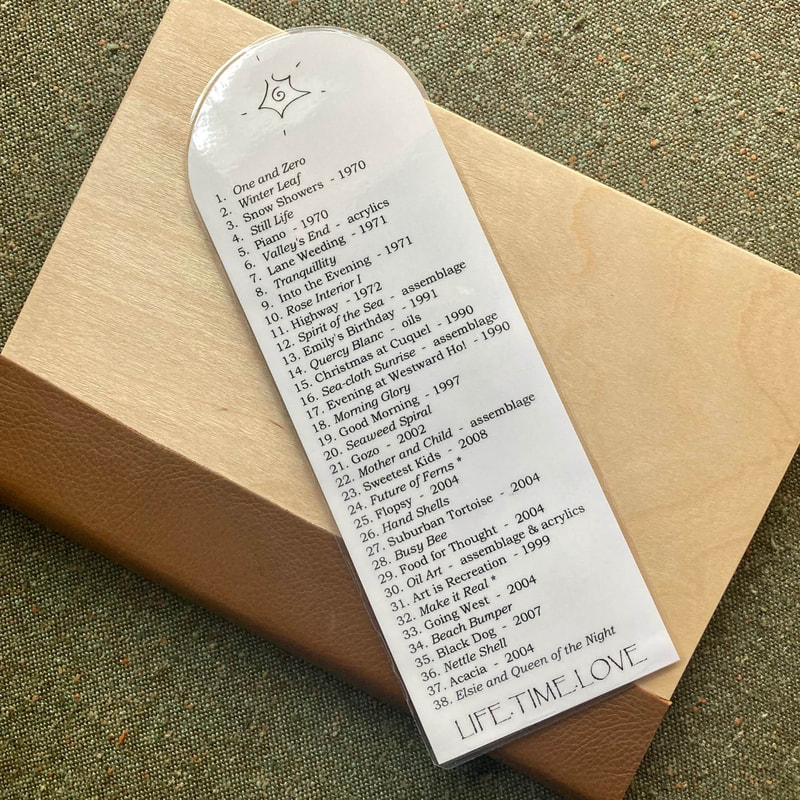 1. One and Zero
2. Winter Leaf
3. Snow Showers - 1970
4. Still Life
5. Piano - 1970
6. Valley's End - acrylics
7. Lane Weeding - 1971
8. Tranquillity
9. Into the Evening - 1971
10. Rose Interior I
11. Highway - 1972
12. Spirit of the Sea - assemblage
13. Emily's Birthday - 1991
14. Quercy Blanc - oils
15. Christmas at Cuquel - 1990
16. Sea-cloth Sunrise - assemblage
17. Evening at Westward Ho! - 1990
18. Morning Glory
19. Good Morning - 1997
20. Seaweed Spiral
21. Gozo - 2002
22. Mother and Child - assemblage
23. Sweetest Kids - 2008
24. Future of Ferns *
25. Flopsy - 2004
26. Hand Shells
27. Suburban Tortoise - 2004
28. Busy Bee
29. Food for Thought - 2004
30. Oil Art - assemblage & acrylics
31. Art is Recreation - 1999
32. Make it Real *
33. Going West - 2004
34. Beach Bumper
35. Black Dog - 2007
36. Nettle Shell
37. Acacia - 2004
38. Elsie and Queen of the Night
LIFE.TIME.LOVE